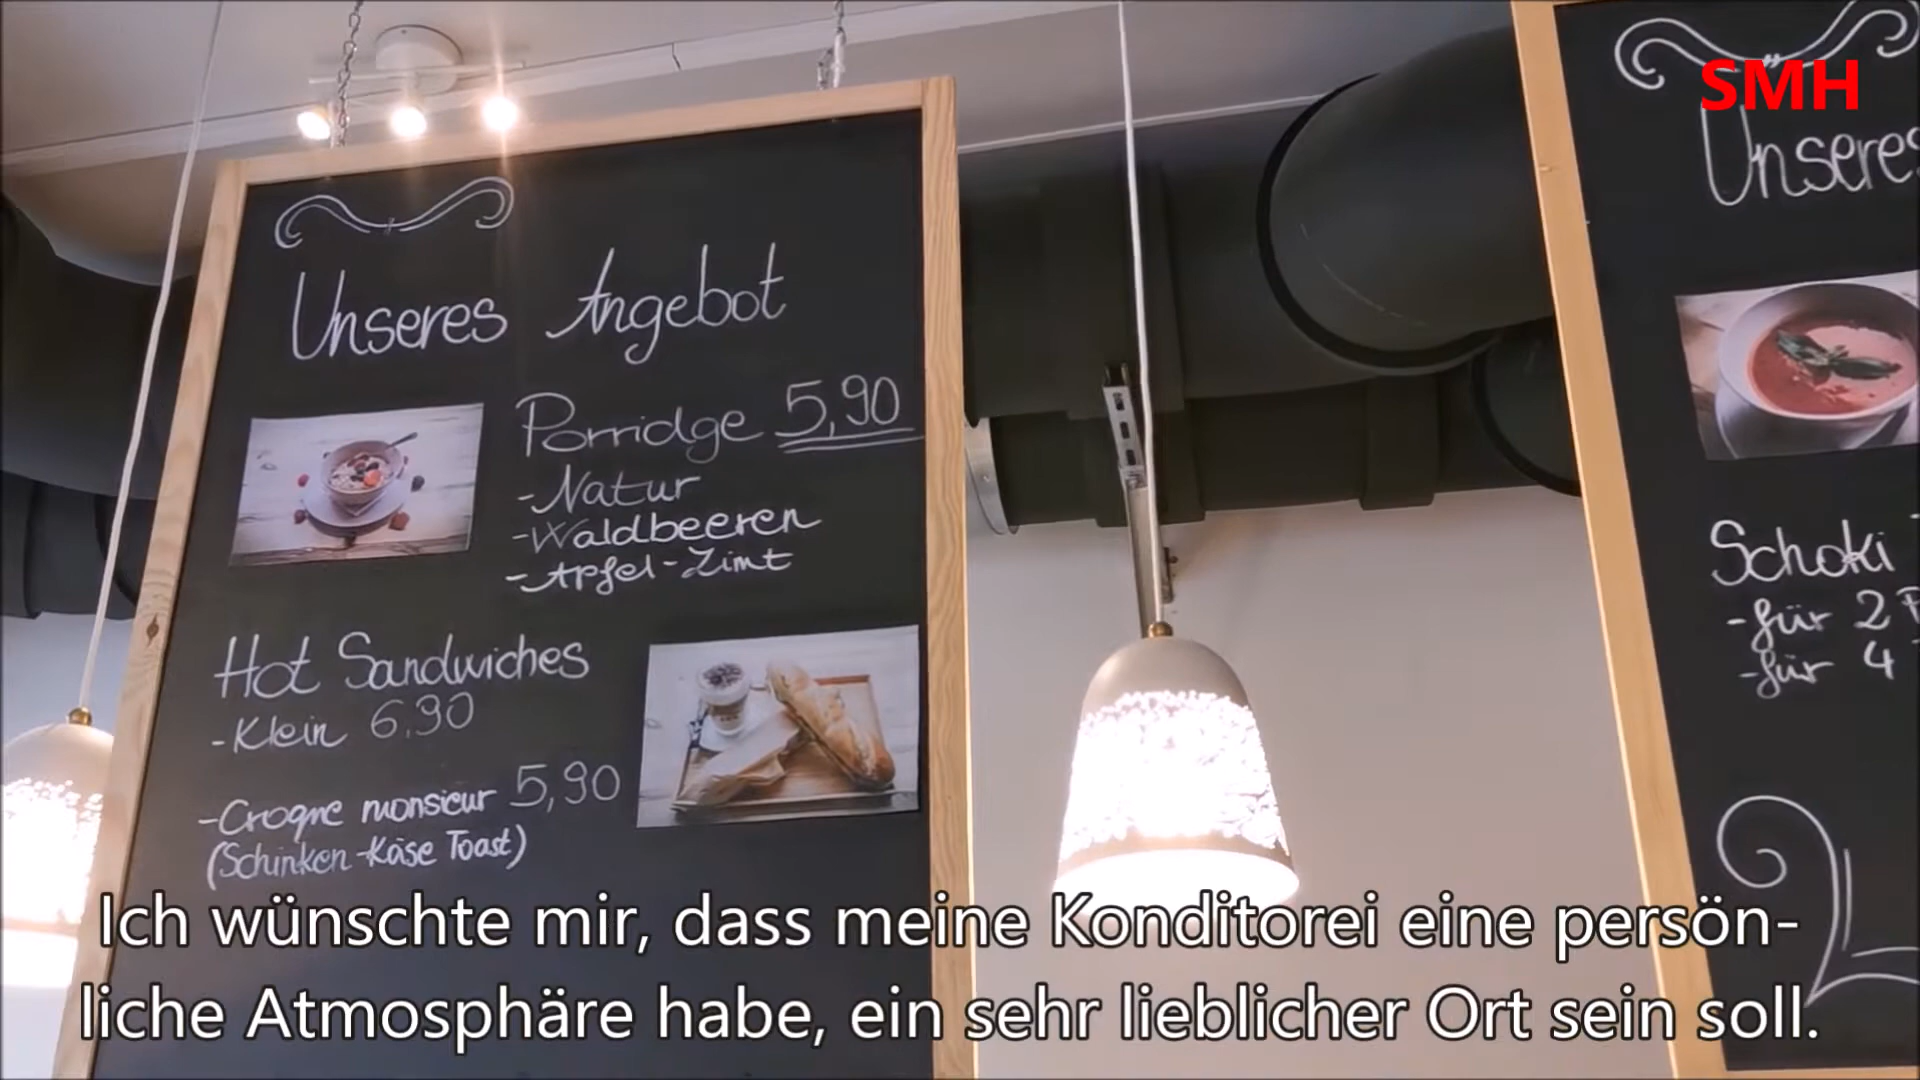 SMH
Unseres Angebot
Porridge 5,90
-Natur
-Waldbeeren
-Apfel-Zimt
Hot Sandwiches
-Klein 6,90
-Croque monsieur 5,90
(Schinken-Käse Toast)
Unseres
Schoki
-für 2
-für 4
Ich wünschte mir, dass meine Konditorei eine persön-
liche Atmosphäre habe, ein sehr lieblicher Ort sein soll.